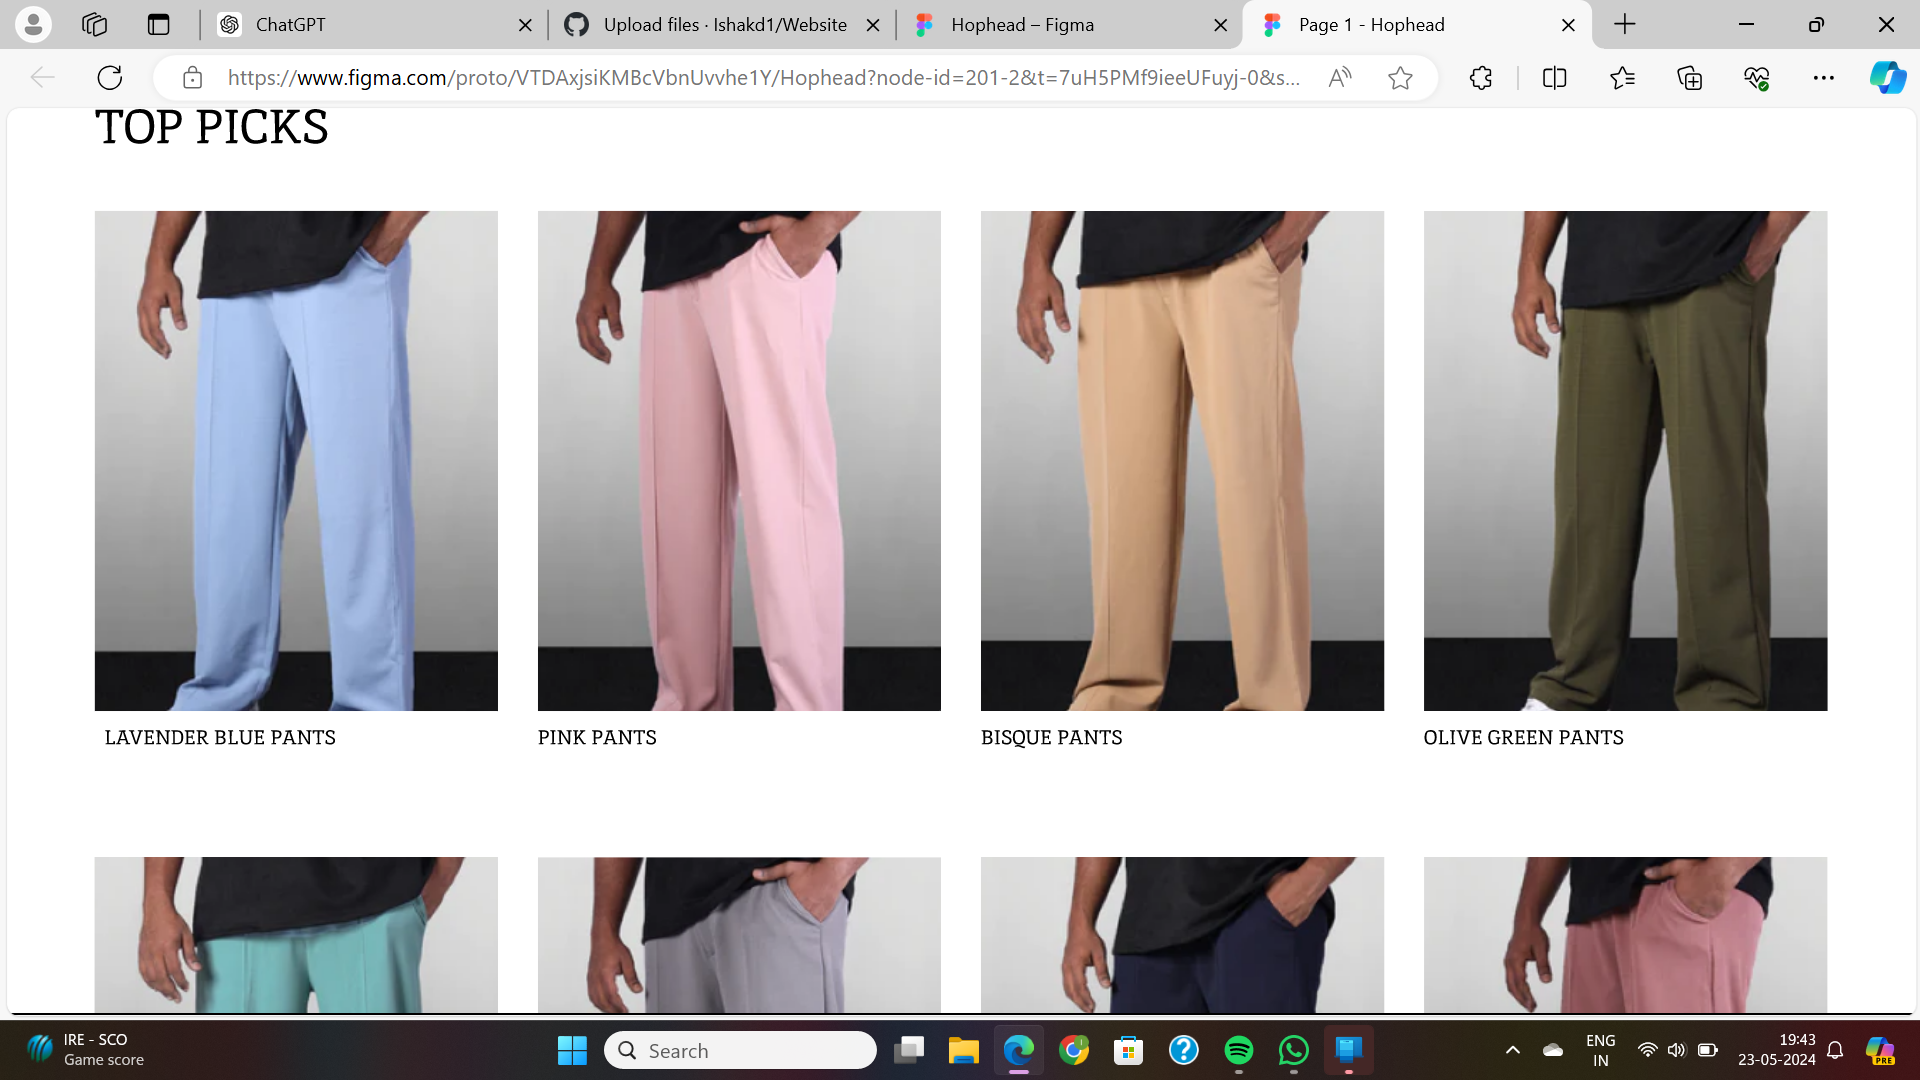 ChatGPT
Upload files · Ishakd1/Website
Hophead – Figma
Page 1 - Hophead
https://www.figma.com/proto/VTDAxjsiKMBcVbnUvvhe1Y/Hophead?node-id=201-2&t=7uH5PMf9ieeUFuyj-0&s...
TOP PICKS
LAVENDER BLUE PANTS
PINK PANTS
BISQUE PANTS
OLIVE GREEN PANTS
IRE - SCO
Game score
Search
ENG
IN
19:43
23-05-2024
PRE